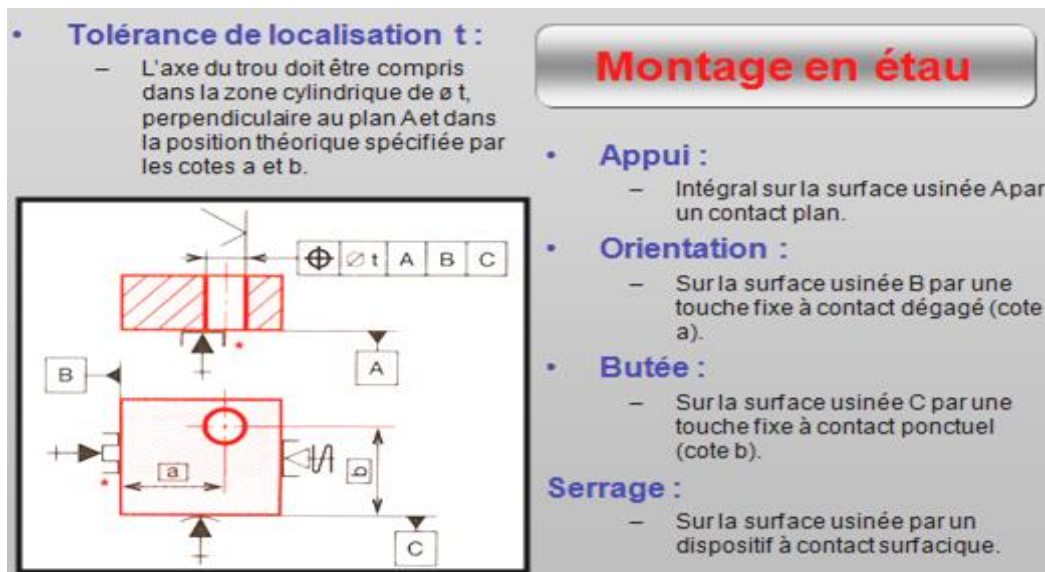 • Tolérance de localisation t :
– L'axe du trou doit être compris
dans la zone cylindrique de ø t,
perpendiculaire au plan A et dans
la position théorique spécifiée par
les cotes a et b.
⌖ ∅ t A B C
A
B
a
b
C
Montage en étau
• Appui :
– Intégral sur la surface usinée A par
un contact plan.
• Orientation :
– Sur la surface usinée B par une
touche fixe à contact dégagé (cote
a).
• Butée :
– Sur la surface usinée C par une
touche fixe à contact ponctuel
(cote b).
Serrage :
– Sur la surface usinée par un
dispositif à contact surfacique.